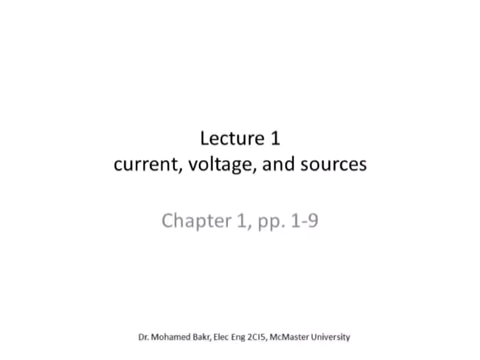 Lecture 1
current, voltage, and sources
Chapter 1, pp. 1-9
Dr. Mohamed Bakr, Elec Eng 2CI5, McMaster University